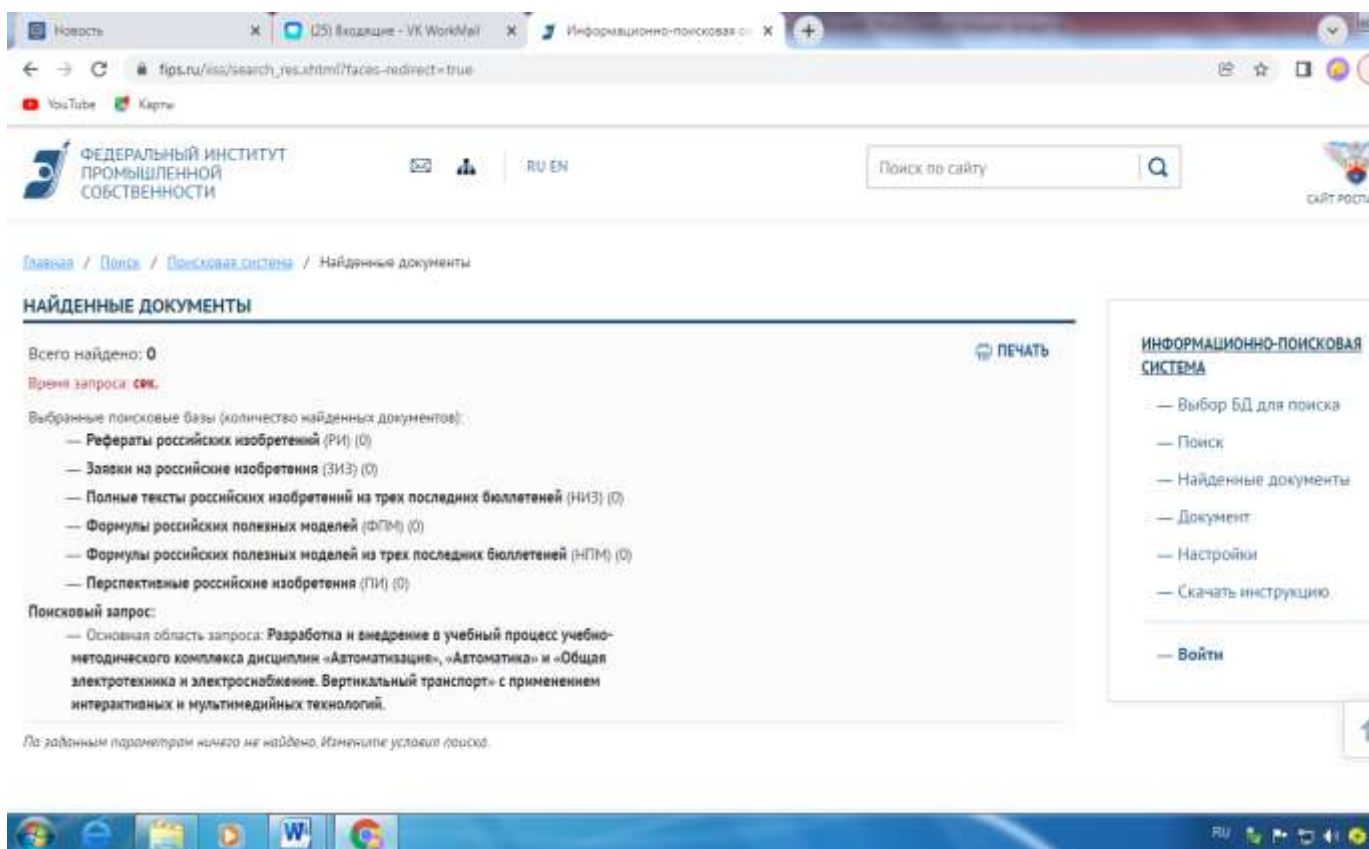 Новость
(25) Входящие - VK WorkMail
Информационно-поисковая с
fips.ru/iiss/search_res.xhtml?faces-redirect=true
YouTube
Карты
ФЕДЕРАЛЬНЫЙ ИНСТИТУТ
ПРОМЫШЛЕННОЙ
СОБСТВЕННОСТИ
RU EN
Поиск по сайту
САЙТ РОСПА
Главная / Поиск / Поисковая система / Найденные документы
НАЙДЕННЫЕ ДОКУМЕНТЫ
Всего найдено: 0
ПЕЧАТЬ
Время запроса: сек.
Выбранные поисковые базы (количество найденных документов):
— Рефераты российских изобретений (РИ) (0)
— Заявки на российские изобретения (ЗИЗ) (0)
— Полные тексты российских изобретений из трех последних бюллетеней (НИЗ) (0)
— Формулы российских полезных моделей (ФПМ) (0)
— Формулы российских полезных моделей из трех последних бюллетеней (НПМ) (0)
— Перспективные российские изобретения (ПИ) (0)
Поисковый запрос:
— Основная область запроса: Разработка и внедрение в учебный процесс учебно-
методического комплекса дисциплин «Автоматизация», «Автоматика» и «Общая
электротехника и электроснабжение. Вертикальный транспорт» с применением
интерактивных и мультимедийных технологий.
По заданным параметрам ничего не найдено. Измените условия поиска.
ИНФОРМАЦИОННО-ПОИСКОВАЯ
СИСТЕМА
— Выбор БД для поиска
— Поиск
— Найденные документы
— Документ
— Настройки
— Скачать инструкцию
— Войти
RU